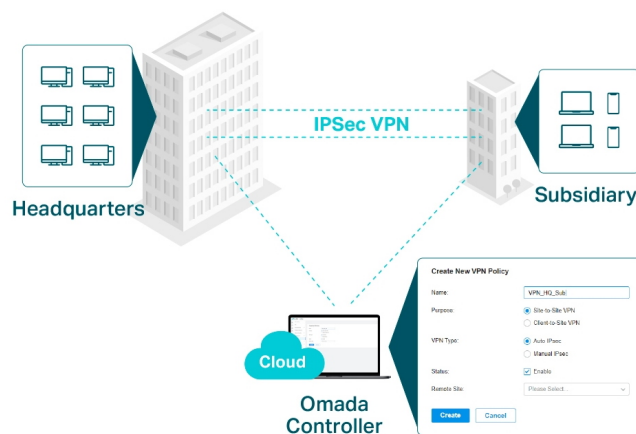 IPSec VPN
Headquarters
Subsidiary
Create New VPN Policy
Name:
VPN_HQ_Sub
Purpose:
Site-to-Site VPN
Client-to-Site VPN
VPN Type:
Auto IPsec
Manual IPsec
Status:
Enable
Remote Site:
Please Select...
Create
Cancel
Cloud
Omada
Controller